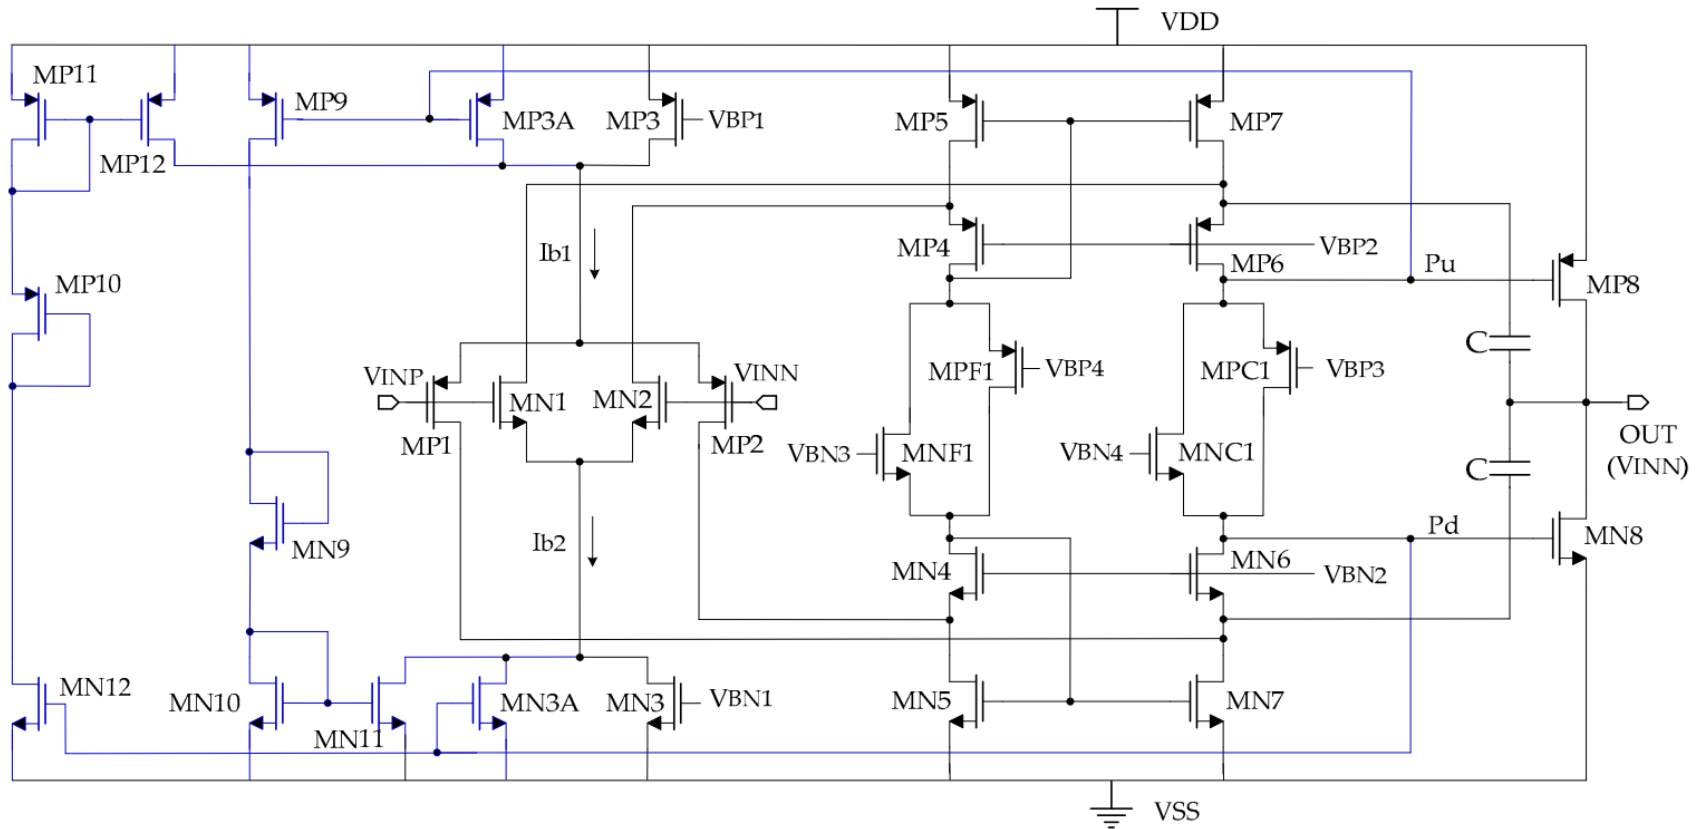 VDD
MP11
MP9
MP3A
MP3
VBP1
MP5
MP7
MP12
Ib1
MP4
VBP2
MP6
Pu
MP10
MP8
C
VINP
VINN
MN1
MN2
MPF1
VBP4
MPC1
VBP3
MP1
MP2
VBN3
MNF1
VBN4
MNC1
OUT
(VINN)
C
Ib2
Pd
MN9
MN8
MN4
MN6
VBN2
MN12
MN10
MN11
MN3A
MN3
VBN1
MN5
MN7
VSS